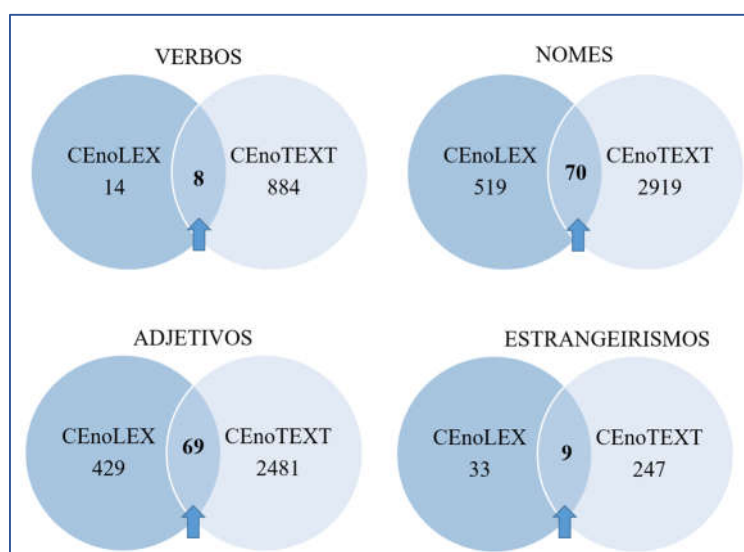 VERBOS
CEnoLEX
14
8
CEnoTEXT
884
NOMES
CEnoLEX
519
70
CEnoTEXT
2919
ADJETIVOS
CEnoLEX
429
69
CEnoTEXT
2481
ESTRANGEIRISMOS
CEnoLEX
33
9
CEnoTEXT
247